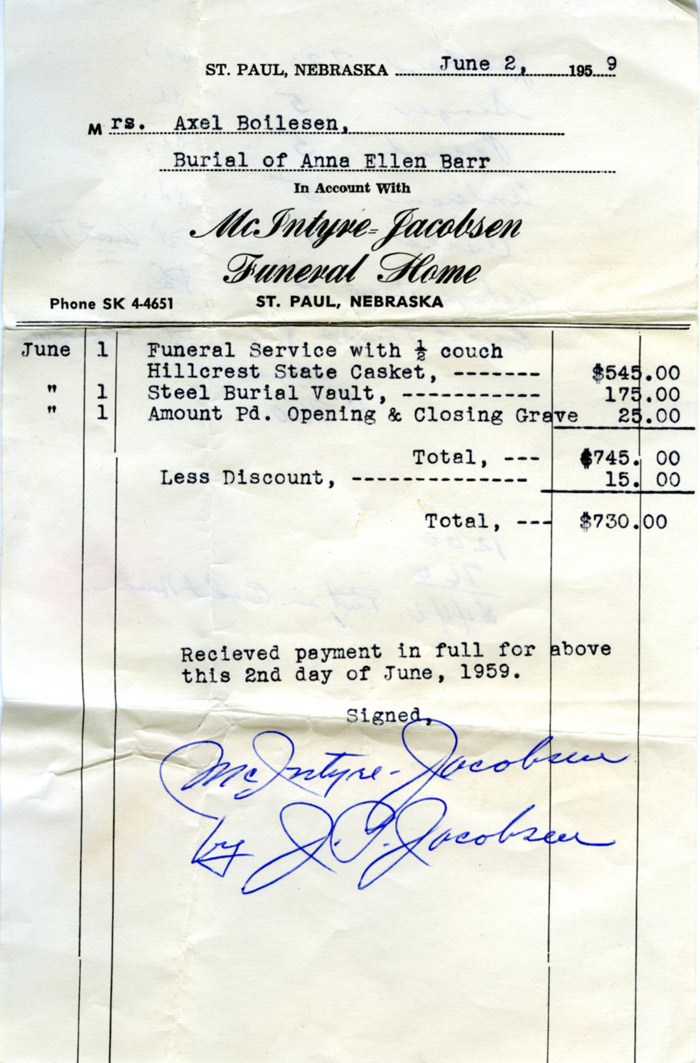 ST. PAUL, NEBRASKA June 2, 1959
Mrs. Axel Boilesen,
Burial of Anna Ellen Barr
In Account With
McIntyre-Jacobsen
Funeral Home
Phone SK 4-4651 ST. PAUL, NEBRASKA
June 1 Funeral Service with ½ couch
Hillcrest State Casket, ------- $545.00
" 1 Steel Burial Vault, ----------- 175.00
" 1 Amount Pd. Opening & Closing Grave 25.00
Total, --- $745. 00
Less Discount, -------------- 15. 00
Total, --- $730.00
Recieved payment in full for above
this 2nd day of June, 1959.
Signed,
McIntyre-Jacobsen
by J. P. Jacobsen